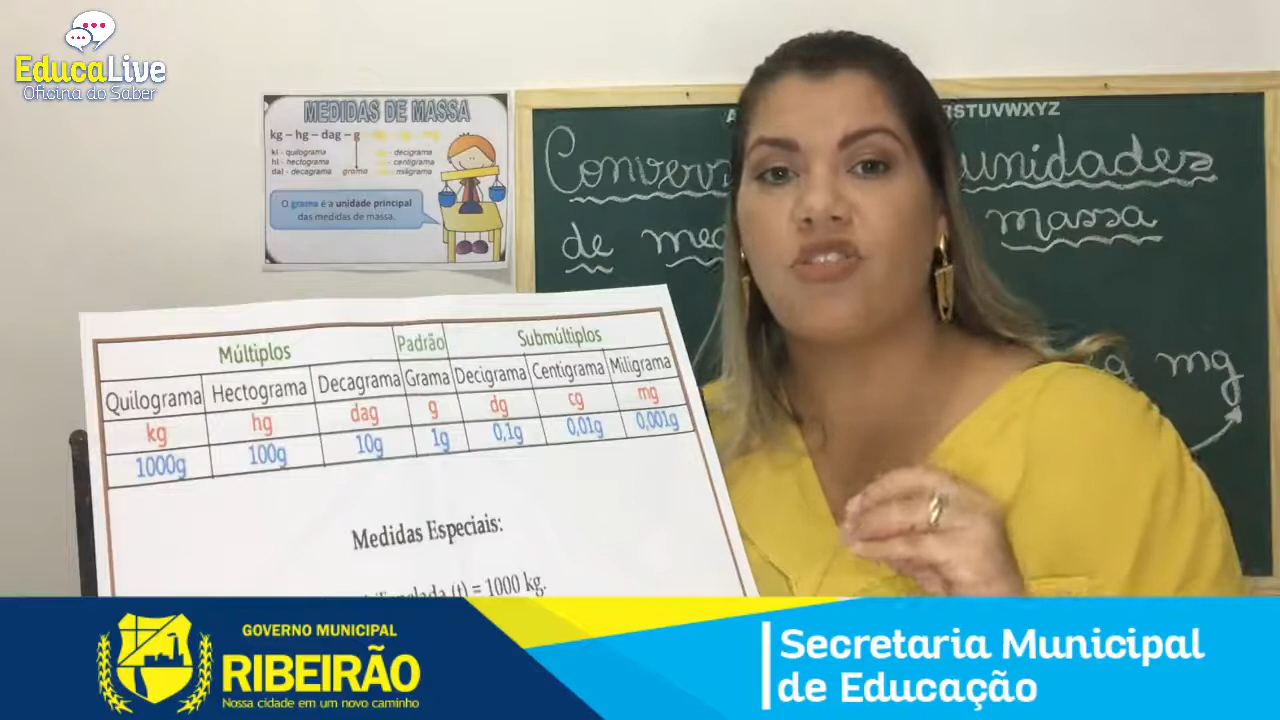 EducaLive
Oficina do Saber
MEDIDAS DE MASSA
kg – hg – dag – g
kl - quilograma
hl - hectograma
dal - decagrama
grama
- decigrama
- centigrama
- miligrama
O grama é a unidade principal
das medidas de massa.
STUVWXYZ
unidades
de
massa
mg
Múltiplos Padrão Submúltiplos
Quilograma Hectograma Decagrama Grama Decigrama Centigrama Miligrama
kg hg dag g dg cg mg
1000g 100g 10g 1g 0,1g 0,01g 0,001g
Medidas Especiais:
(t) = 1000 kg.
GOVERNO MUNICIPAL
RIBEIRÃO
Nossa cidade em um novo caminho
Secretaria Municipal
de Educação